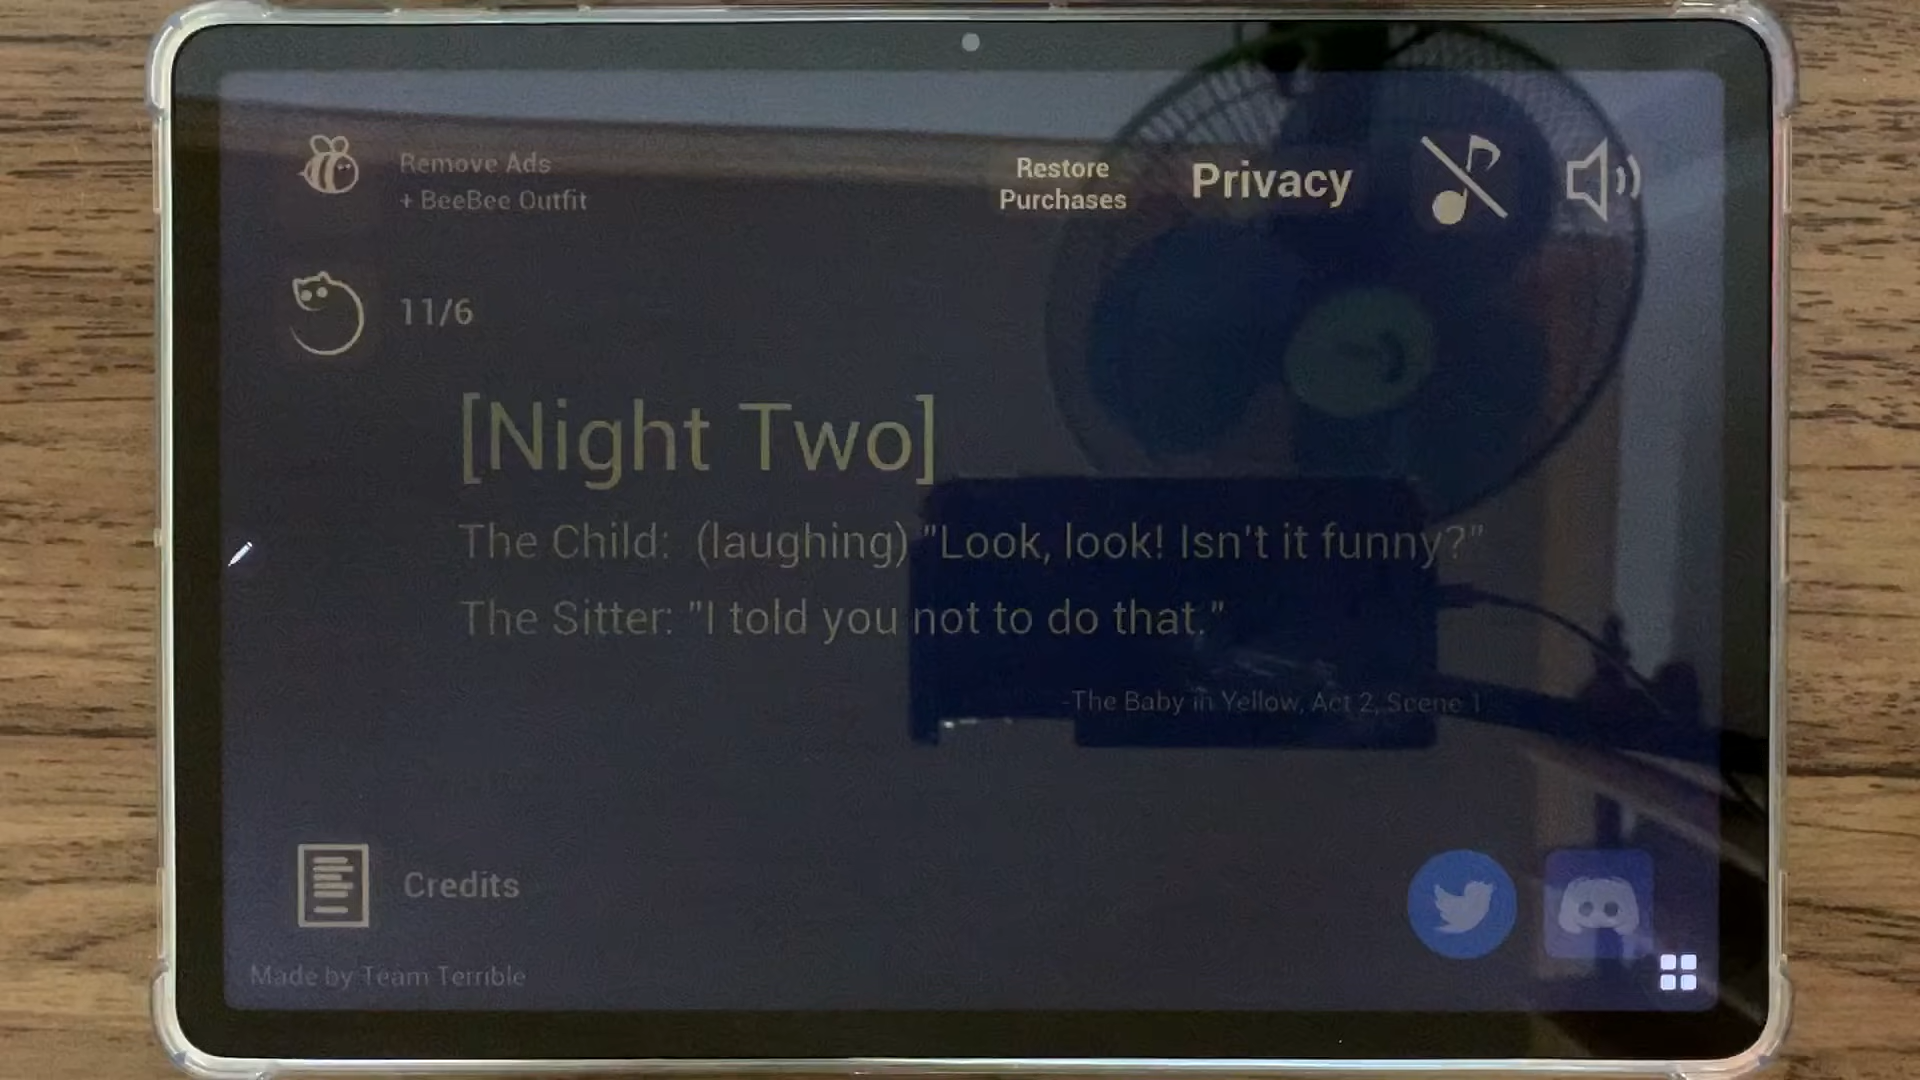 Remove Ads
+ BeeBee Outfit
Restore
Purchases
Privacy
11/6
[Night Two]
The Child: (laughing) "Look, look! Isn't it funny?"
The Sitter: "I told you not to do that."
-The Baby in Yellow, Act 2, Scene 1
Credits
Made by Team Terrible